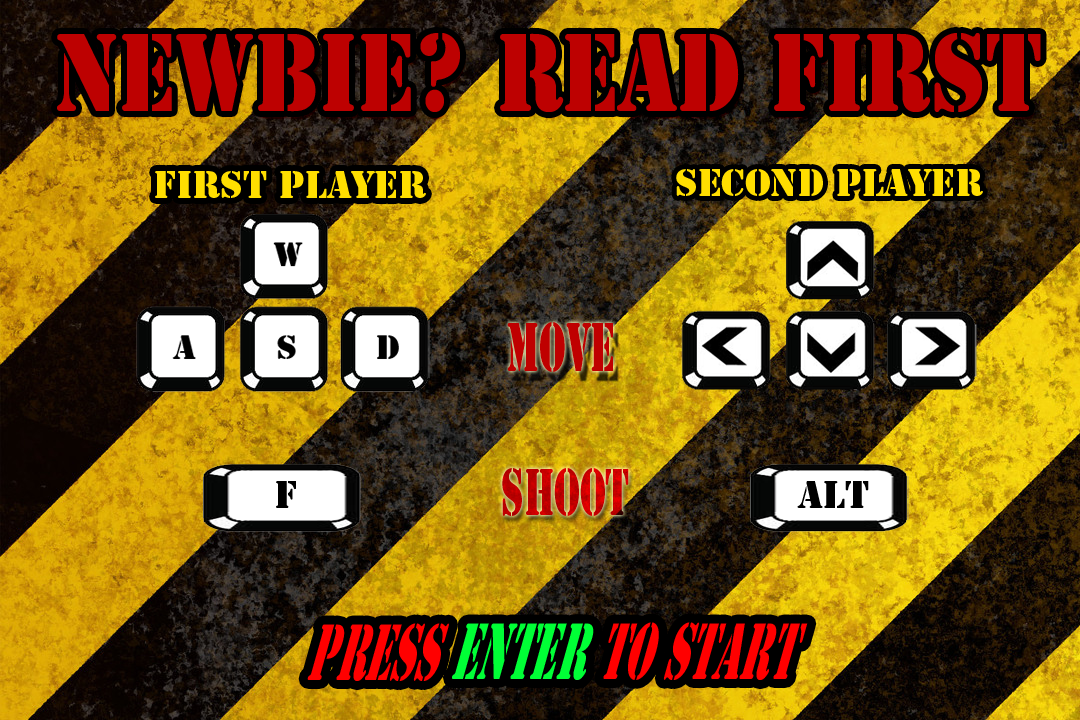 NEWBIE? READ FIRST
FIRST PLAYER
SECOND PLAYER
W
A S D
MOVE
F
SHOOT
ALT
PRESS ENTER TO START